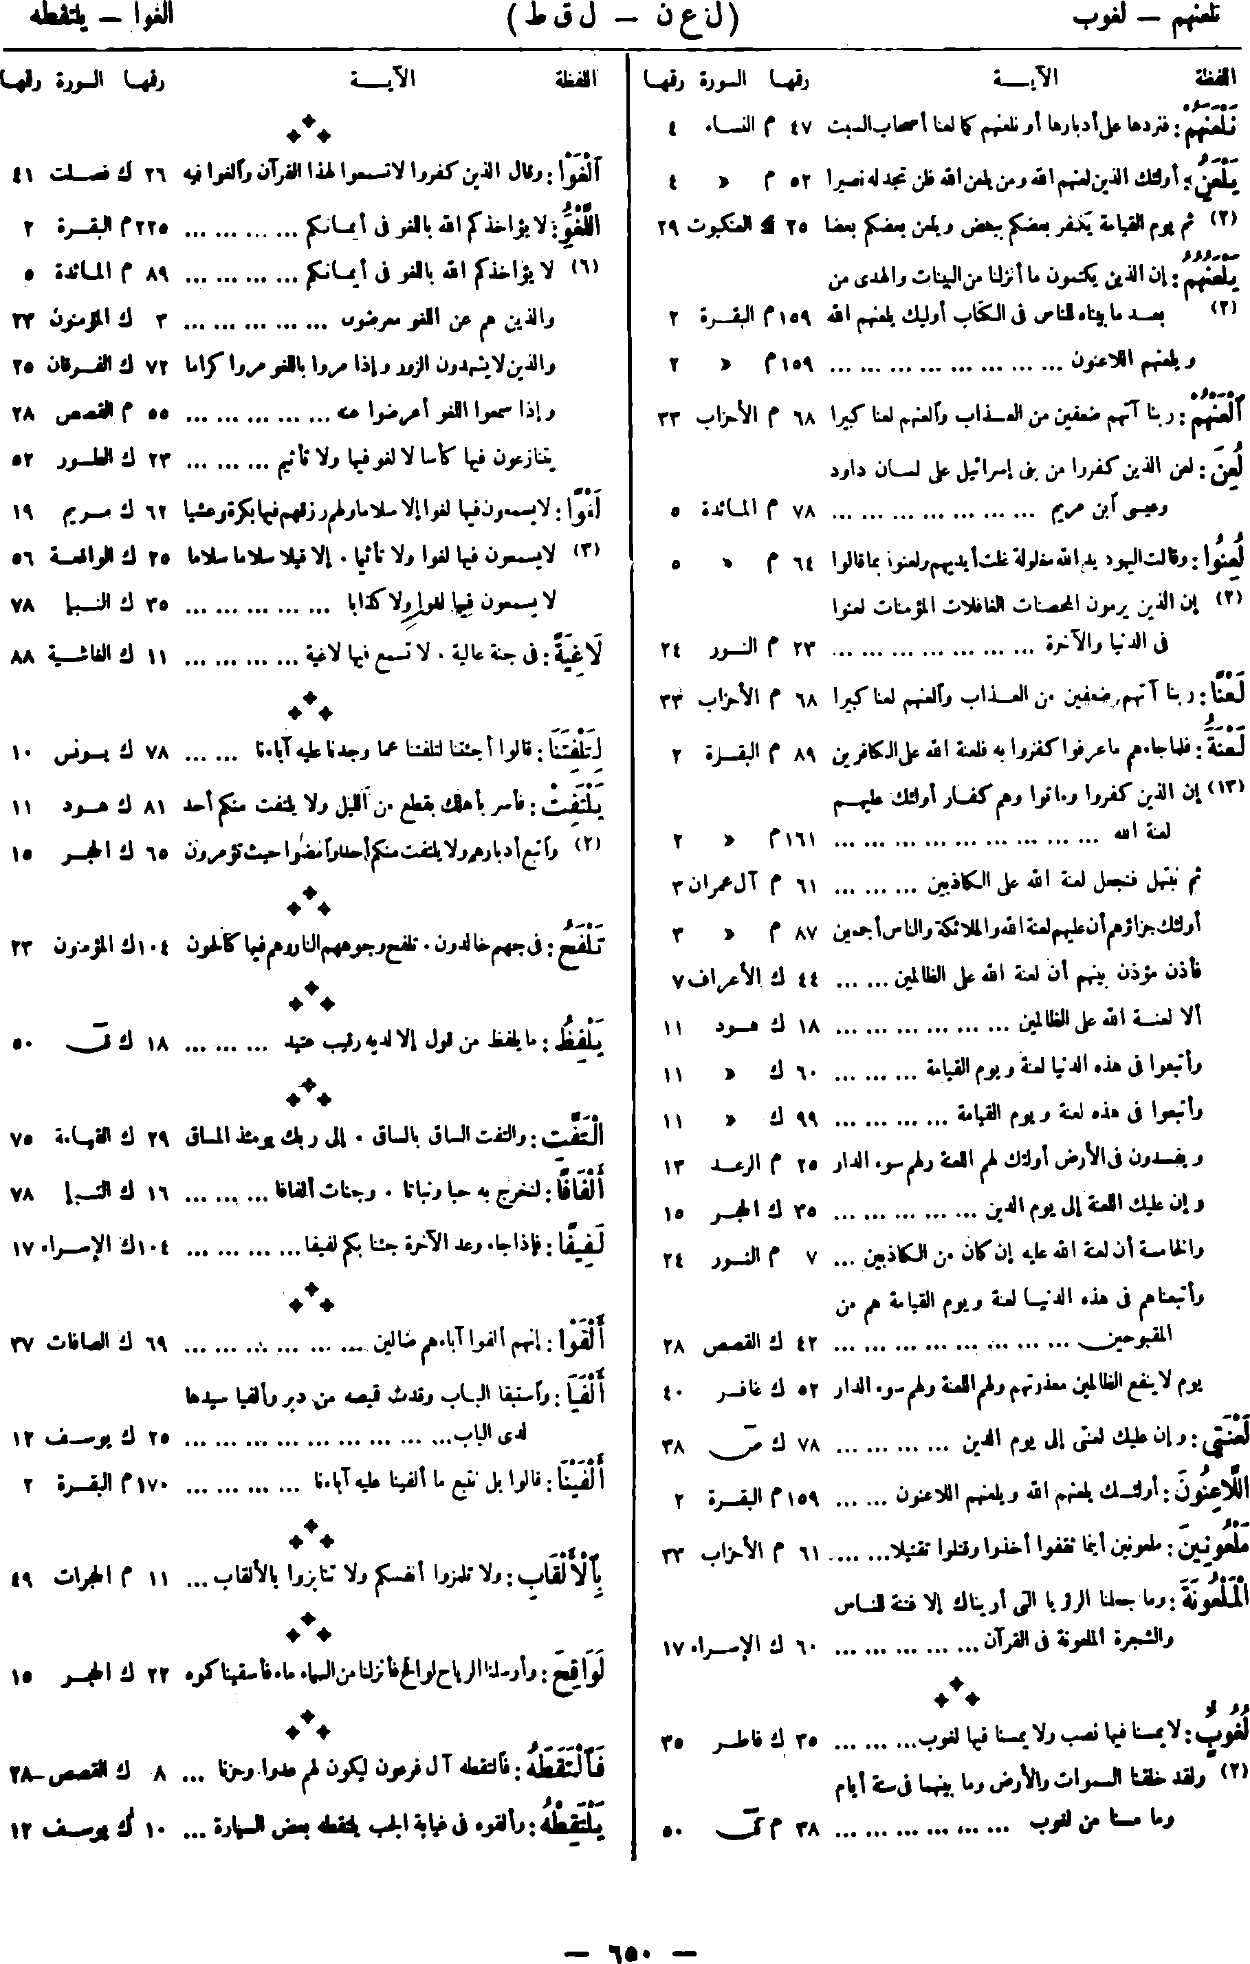 نلعنهم — لغوب (ل ع ن — ل ق ط) الغوا — يلتقطه
اللفظة الآيــة رقمها السورة رقمها
نَلْعَنَهُمْ : فنردها على أدبارها أو نلعنهم كما لعنا أصحاب السبت ٤٧ م النساء ٤
يَلْعَنِ : أولئك الذين لعنهم الله ومن يلعن الله فلن تجد له نصيرا ٥٢ م « ٤
(٢) ثم يوم القيامة يكفر بعضكم ببعض ويلعن بعضكم بعضا ٢٥ ك العنكبوت ٢٩
يَلْعَنُهُمُ : إن الذين يكتمون ما أنزلنا من البينات والهدى من
(٢) بعد ما بيناه للناس فى الكتاب أوليك يلعنهم الله ١٥٩ م البقرة ٢
ويلعنهم اللاعنون ... ... ... ... ... ... ... ... ١٥٩ م « ٢
ٱلْعَنْهُمْ : ربنا آتهم ضعفين من العذاب وٱلعنهم لعنا كبيرا ٦٨ م الأحزاب ٣٣
لُعِنَ : لعن الذين كفروا من بنى إسرائيل على لسان داود
وعيسى ٱبن مريم ... ... ... ... ... ... ... ٧٨ م المائدة ٥
لُعِنُوا : وقالت اليهود يد الله مغلولة غلت أيديهم ولعنوا بما قالوا ٦٤ م « ٥
(٢) إن الذين يرمون المحصنات الغافلات المؤمنات لعنوا
فى الدنيا والآخرة ... ... ... ... ... ... ... ٢٣ م النور ٢٤
لَعْنًا : ربنا آتهم ضعفين من العذاب وٱلعنهم لعنا كبيرا ٦٨ م الأحزاب ٣٣
لَعْنَةُ : فلما جاءهم ما عرفوا كفروا به فلعنة الله على الكافرين ٨٩ م البقرة ٢
(١٣) إن الذين كفروا وماتوا وهم كفار أولئك عليهم
لعنة الله ... ... ... ... ... ... ... ... ... ١٦١ م « ٢
ثم نبتهل فنجعل لعنة الله على الكاذبين ... ... ... ٦١ م آل عمران ٣
أولئك جزاؤهم أن عليهم لعنة الله والملائكة والناس أجمعين ٨٧ م « ٣
فأذن مؤذن بينهم أن لعنة الله على الظالمين ... ... ٤٤ ك الأعراف ٧
ألا لعنة الله على الظالمين ... ... ... ... ... ... ١٨ ك هود ١١
وأتبعوا فى هذه الدنيا لعنة ويوم القيامة ... ... ... ٦٠ ك « ١١
وأتبعوا فى هذه لعنة ويوم القيامة ... ... ... ... ٩٩ ك « ١١
ويفسدون فى الأرض أولئك لهم اللعنة ولهم سوء الدار ٢٥ م الرعد ١٣
وإن عليك اللعنة إلى يوم الدين ... ... ... ... ... ٣٥ ك الحجر ١٥
والخامسة أن لعنة الله عليه إن كان من الكاذبين ... ٧ م النور ٢٤
وأتبعناهم فى هذه الدنيا لعنة ويوم القيامة هم من
المقبوحين ... ... ... ... ... ... ... ... ٤٢ ك القصص ٢٨
يوم لا ينفع الظالمين معذرتهم ولهم اللعنة ولهم سوء الدار ٥٢ ك غافر ٤٠
لَعْنَتِى : وإن عليك لعنتى إلى يوم الدين ... ... ... ... ٧٨ ك صٓ ٣٨
اللَّاعِنُونَ : أولئك يلعنهم الله ويلعنهم اللاعنون ... ... ١٥٩ م البقرة ٢
مَلْعُونِينَ : ملعونين أينما ثقفوا أخذوا وقتلوا تقتيلا ... ... ٦١ م الأحزاب ٣٣
الْمَلْعُونَةَ : وما جعلنا الرؤيا التى أريناك إلا فتنة للناس
والشجرة الملعونة فى القرآن ... ... ... ... ... ٦٠ ك الإسراء ١٧
لُغُوبٌ : لا يمسنا فيها نصب ولا يمسنا فيها لغوب ... ... ... ٣٥ ك فاطر ٣٥
(٢) ولقد خلقنا السموات والأرض وما بينهما فى ستة أيام
وما مسنا من لغوب ... ... ... ... ... ... ٣٨ م قٓ ٥٠
اللفظة الآيــة رقمها السورة رقمها
ٱلْغَوْا : وقال الذين كفروا لا تسمعوا لهذا القرآن وٱلغوا فيه ٢٦ ك فصلت ٤١
اللَّغْوِ : لا يؤاخذكم الله باللغو فى أيمانكم ... ... ... ... ٢٢٥ م البقرة ٢
(٦) لا يؤاخذكم الله باللغو فى أيمانكم ... ... ... ... ٨٩ م المائدة ٥
والذين هم عن اللغو معرضون ... ... ... ... ... ٣ ك المؤمنون ٢٣
والذين لا يشهدون الزور وإذا مروا باللغو مروا كراما ٧٢ ك الفرقان ٢٥
وإذا سمعوا اللغو أعرضوا عنه ... ... ... ... ... ٥٥ م القصص ٢٨
يتنازعون فيها كأسا لا لغو فيها ولا تأثيم ... ... ... ٢٣ ك الطور ٥٢
لَغْوًا : لا يسمعون فيها لغوا إلا سلاما ولهم رزقهم فيها بكرة وعشيا ٦٢ ك مريم ١٩
(٣) لا يسمعون فيها لغوا ولا تأثيما . إلا قيلا سلاما سلاما ٢٥ ك الواقعة ٥٦
لا يسمعون فيها لغوا ولا كذابا ... ... ... ... ... ٣٥ ك النبإ ٧٨
لَاغِيَةً : فى جنة عالية . لا تسمع فيها لاغية ... ... ... ... ١١ ك الغاشية ٨٨
لِتَلْفِتَنَا : قالوا أجئتنا لتلفتنا عما وجدنا عليه آباءنا ... ... ٧٨ ك يونس ١٠
يَلْتَفِتْ : فأسر بأهلك بقطع من ٱلليل ولا يلتفت منكم أحد ٨١ ك هود ١١
(٢) وٱتبع أدبارهم ولا يلتفت منكم أحد وٱمضوا حيث تؤمرون ٦٥ ك الحجر ١٥
تَلْفَحُ : فى جهنم خالدون . تلفح وجوههم النار وهم فيها كالحون ١٠٤ ك المؤمنون ٢٣
يَلْفِظُ : ما يلفظ من قول إلا لديه رقيب عتيد ... ... ... ١٨ ك قٓ ٥٠
الْتَفَّتِ : والتفت الساق بالساق . إلى ربك يومئذ المساق ٢٩ ك القيامة ٧٥
أَلْفَافًا : لنخرج به حبا ونباتا . وجنات ألفافا ... ... ... ١٦ ك النبإ ٧٨
لَفِيفًا : فإذا جاء وعد الآخرة جئنا بكم لفيفا ... ... ... ... ١٠٤ ك الإسراء ١٧
أَلْفَوْا : إنهم ألفوا آباءهم ضالين ... ... ... ... ... ... ٦٩ ك الصافات ٣٧
أَلْفَيَا : وٱستبقا الباب وقدت قميصه من دبر وألفيا سيدها
لدى الباب ... ... ... ... ... ... ... ... ... ٢٥ ك يوسف ١٢
أَلْفَيْنَا : قالوا بل نتبع ما ألفينا عليه آباءنا ... ... ... ... ١٧٠ م البقرة ٢
بِٱلْأَلْقَابِ : ولا تلمزوا أنفسكم ولا تنابزوا بالألقاب ... ١١ م الحجرات ٤٩
لَوَاقِحَ : وأرسلنا الرياح لواقح فأنزلنا من السماء ماء فأسقيناكموه ٢٢ ك الحجر ١٥
فَٱلْتَقَطَهُ : فٱلتقطه آل فرعون ليكون لهم عدوا وحزنا ... ٨ ك القصص ٢٨
يَلْتَقِطْهُ : وألقوه فى غيابة الجب يلتقطه بعض السيارة ... ١٠ ك يوسف ١٢
— ٦٥٠ —